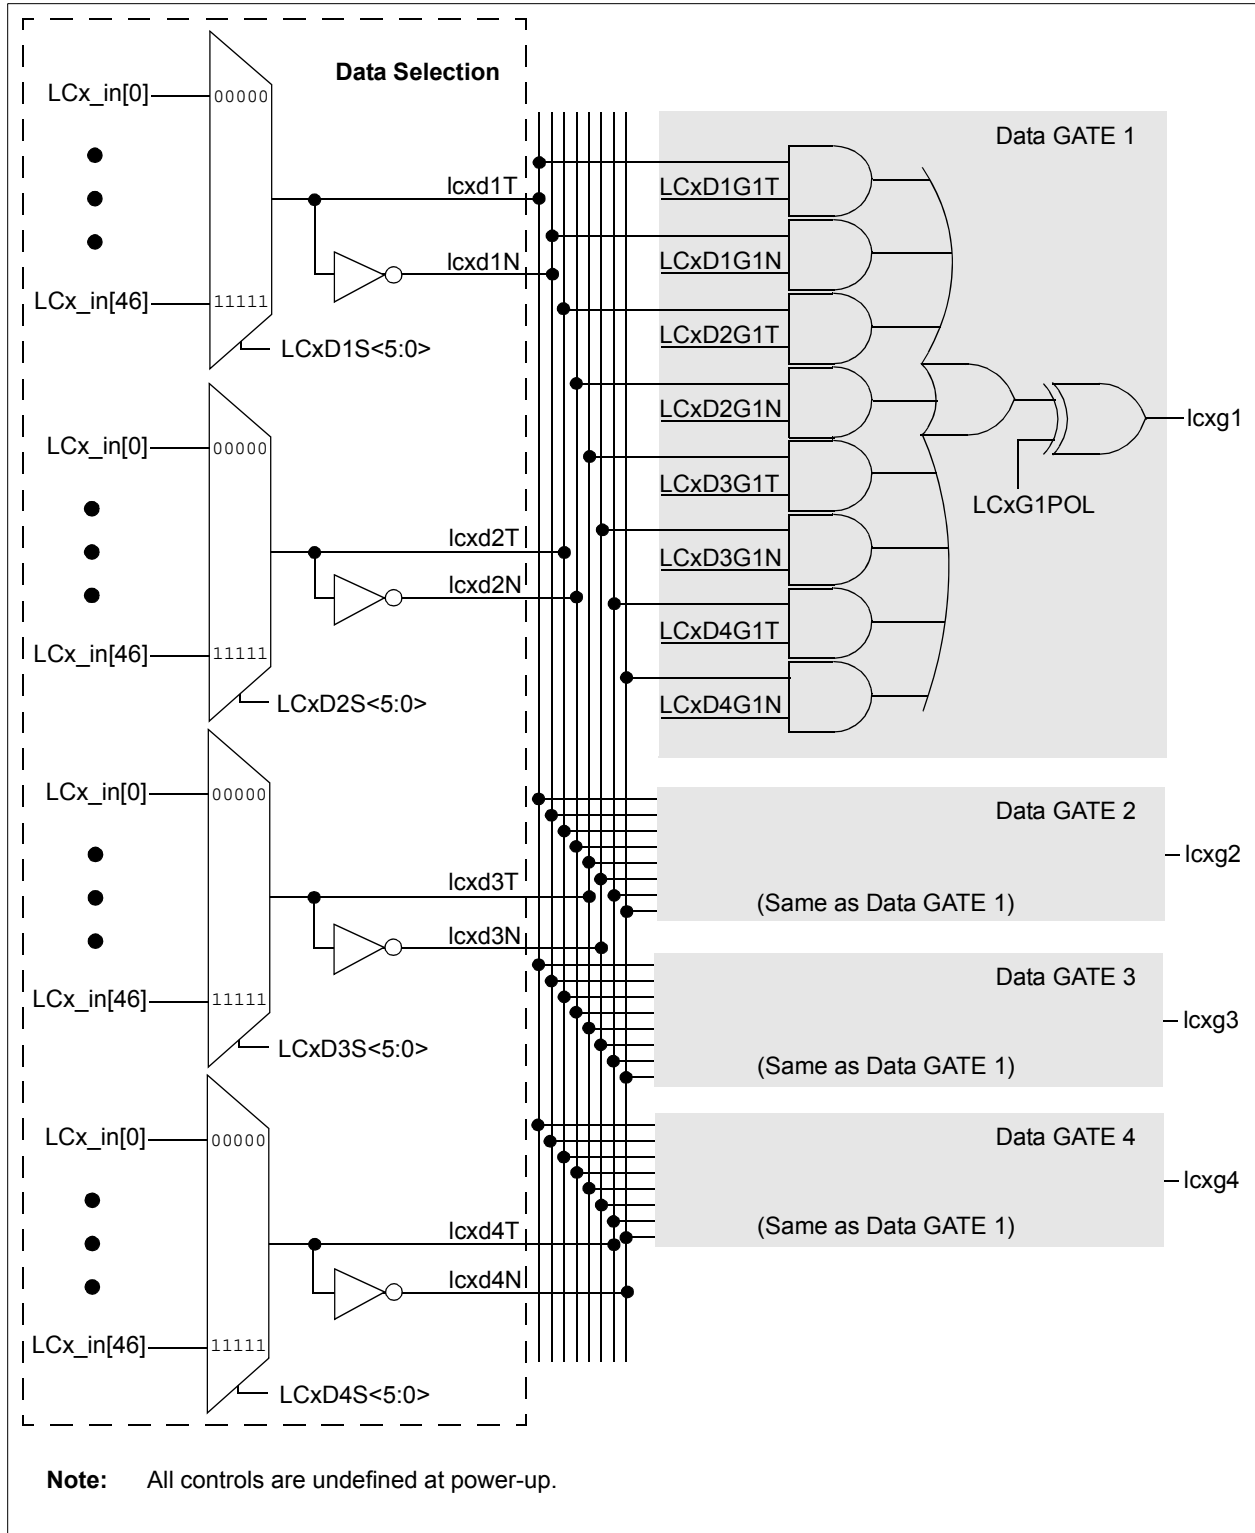 Data Selection
LCx_in[0]
00000
LCx_in[46]
11111
LCxD1S<5:0>
lcxd1T
lcxd1N
LCx_in[0]
00000
LCx_in[46]
11111
LCxD2S<5:0>
lcxd2T
lcxd2N
LCx_in[0]
00000
LCx_in[46]
11111
LCxD3S<5:0>
lcxd3T
lcxd3N
LCx_in[0]
00000
LCx_in[46]
11111
LCxD4S<5:0>
lcxd4T
lcxd4N
Data GATE 1
LCxD1G1T
LCxD1G1N
LCxD2G1T
LCxD2G1N
LCxD3G1T
LCxD3G1N
LCxD4G1T
LCxD4G1N
LCxG1POL
lcxg1
Data GATE 2
(Same as Data GATE 1)
lcxg2
Data GATE 3
(Same as Data GATE 1)
lcxg3
Data GATE 4
(Same as Data GATE 1)
lcxg4
Note: All controls are undefined at power-up.